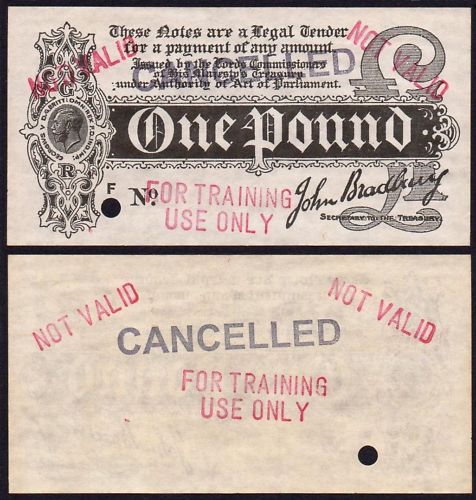 These Notes are a Legal Tender
for a payment of any amount.
Issued by the Lords Commissioners
of His Majesty's Treasury
under Authority of Act of Parliament.
NOT VALID
CANCELLED
NOT VALID
G
R
One Pound
£1
F No
FOR TRAINING
USE ONLY
John Bradbury
SECRETARY TO THE TREASURY.
NOT VALID
NOT VALID
CANCELLED
FOR TRAINING
USE ONLY